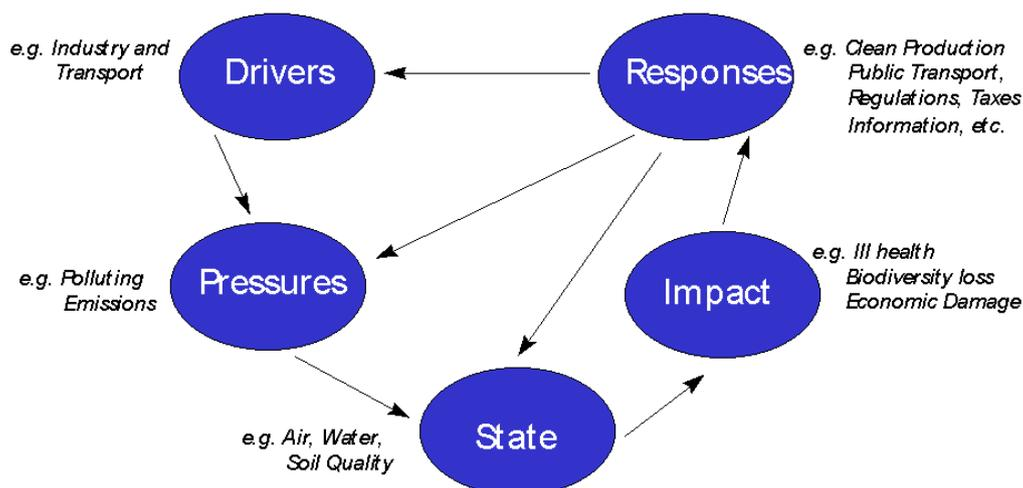 e.g. Industry and
Transport
Drivers
Responses
e.g. Clean Production
Public Transport,
Regulations, Taxes
Information, etc.
e.g. Polluting
Emissions
Pressures
Impact
e.g. Ill health
Biodiversity loss
Economic Damage
e.g. Air, Water,
Soil Quality
State